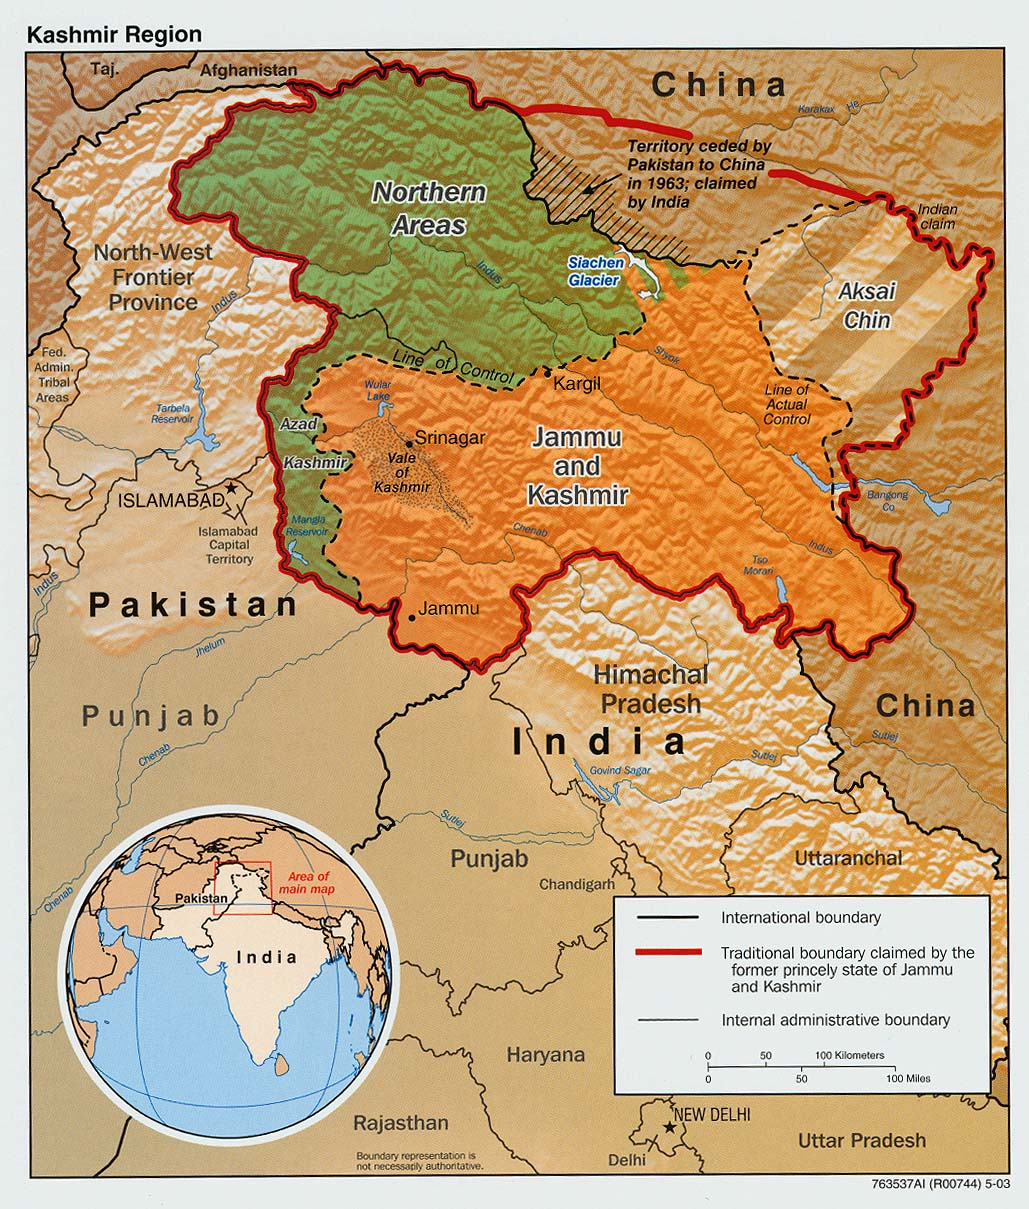 Kashmir Region
Taj.
Afghanistan
China
Karakax He
Territory ceded by
Pakistan to China
in 1963; claimed
by India
Northern
Areas
Indian
claim
North-West
Frontier
Province
Indus
Indus
Siachen
Glacier
Aksai
Chin
Fed.
Admin.
Tribal
Areas
Line of Control
Shyok
Kargil
Wular
Lake
Line of
Actual
Control
Tarbela
Reservoir
Azad
Kashmir
Srinagar
Vale
of
Kashmir
Jammu
and
Kashmir
ISLAMABAD
Bangong
Co
Islamabad
Capital
Territory
Mangla
Reservoir
Chenab
Indus
Tso
Morari
Indus
Pakistan
Jammu
Jhelum
Himachal
Pradesh
Punjab
China
India
Sutlej
Chenab
Govind Sagar
Sutlej
Sutlej
Punjab
Uttaranchal
Chandigarh
Chenab
Area of
main map
Pakistan
India
International boundary
Traditional boundary claimed by the
former princely state of Jammu
and Kashmir
Internal administrative boundary
0 50 100 Kilometers
0 50 100 Miles
Haryana
NEW DELHI
Rajasthan
Delhi
Uttar Pradesh
Boundary representation is
not necessarily authoritative.
763537AI (R00744) 5-03